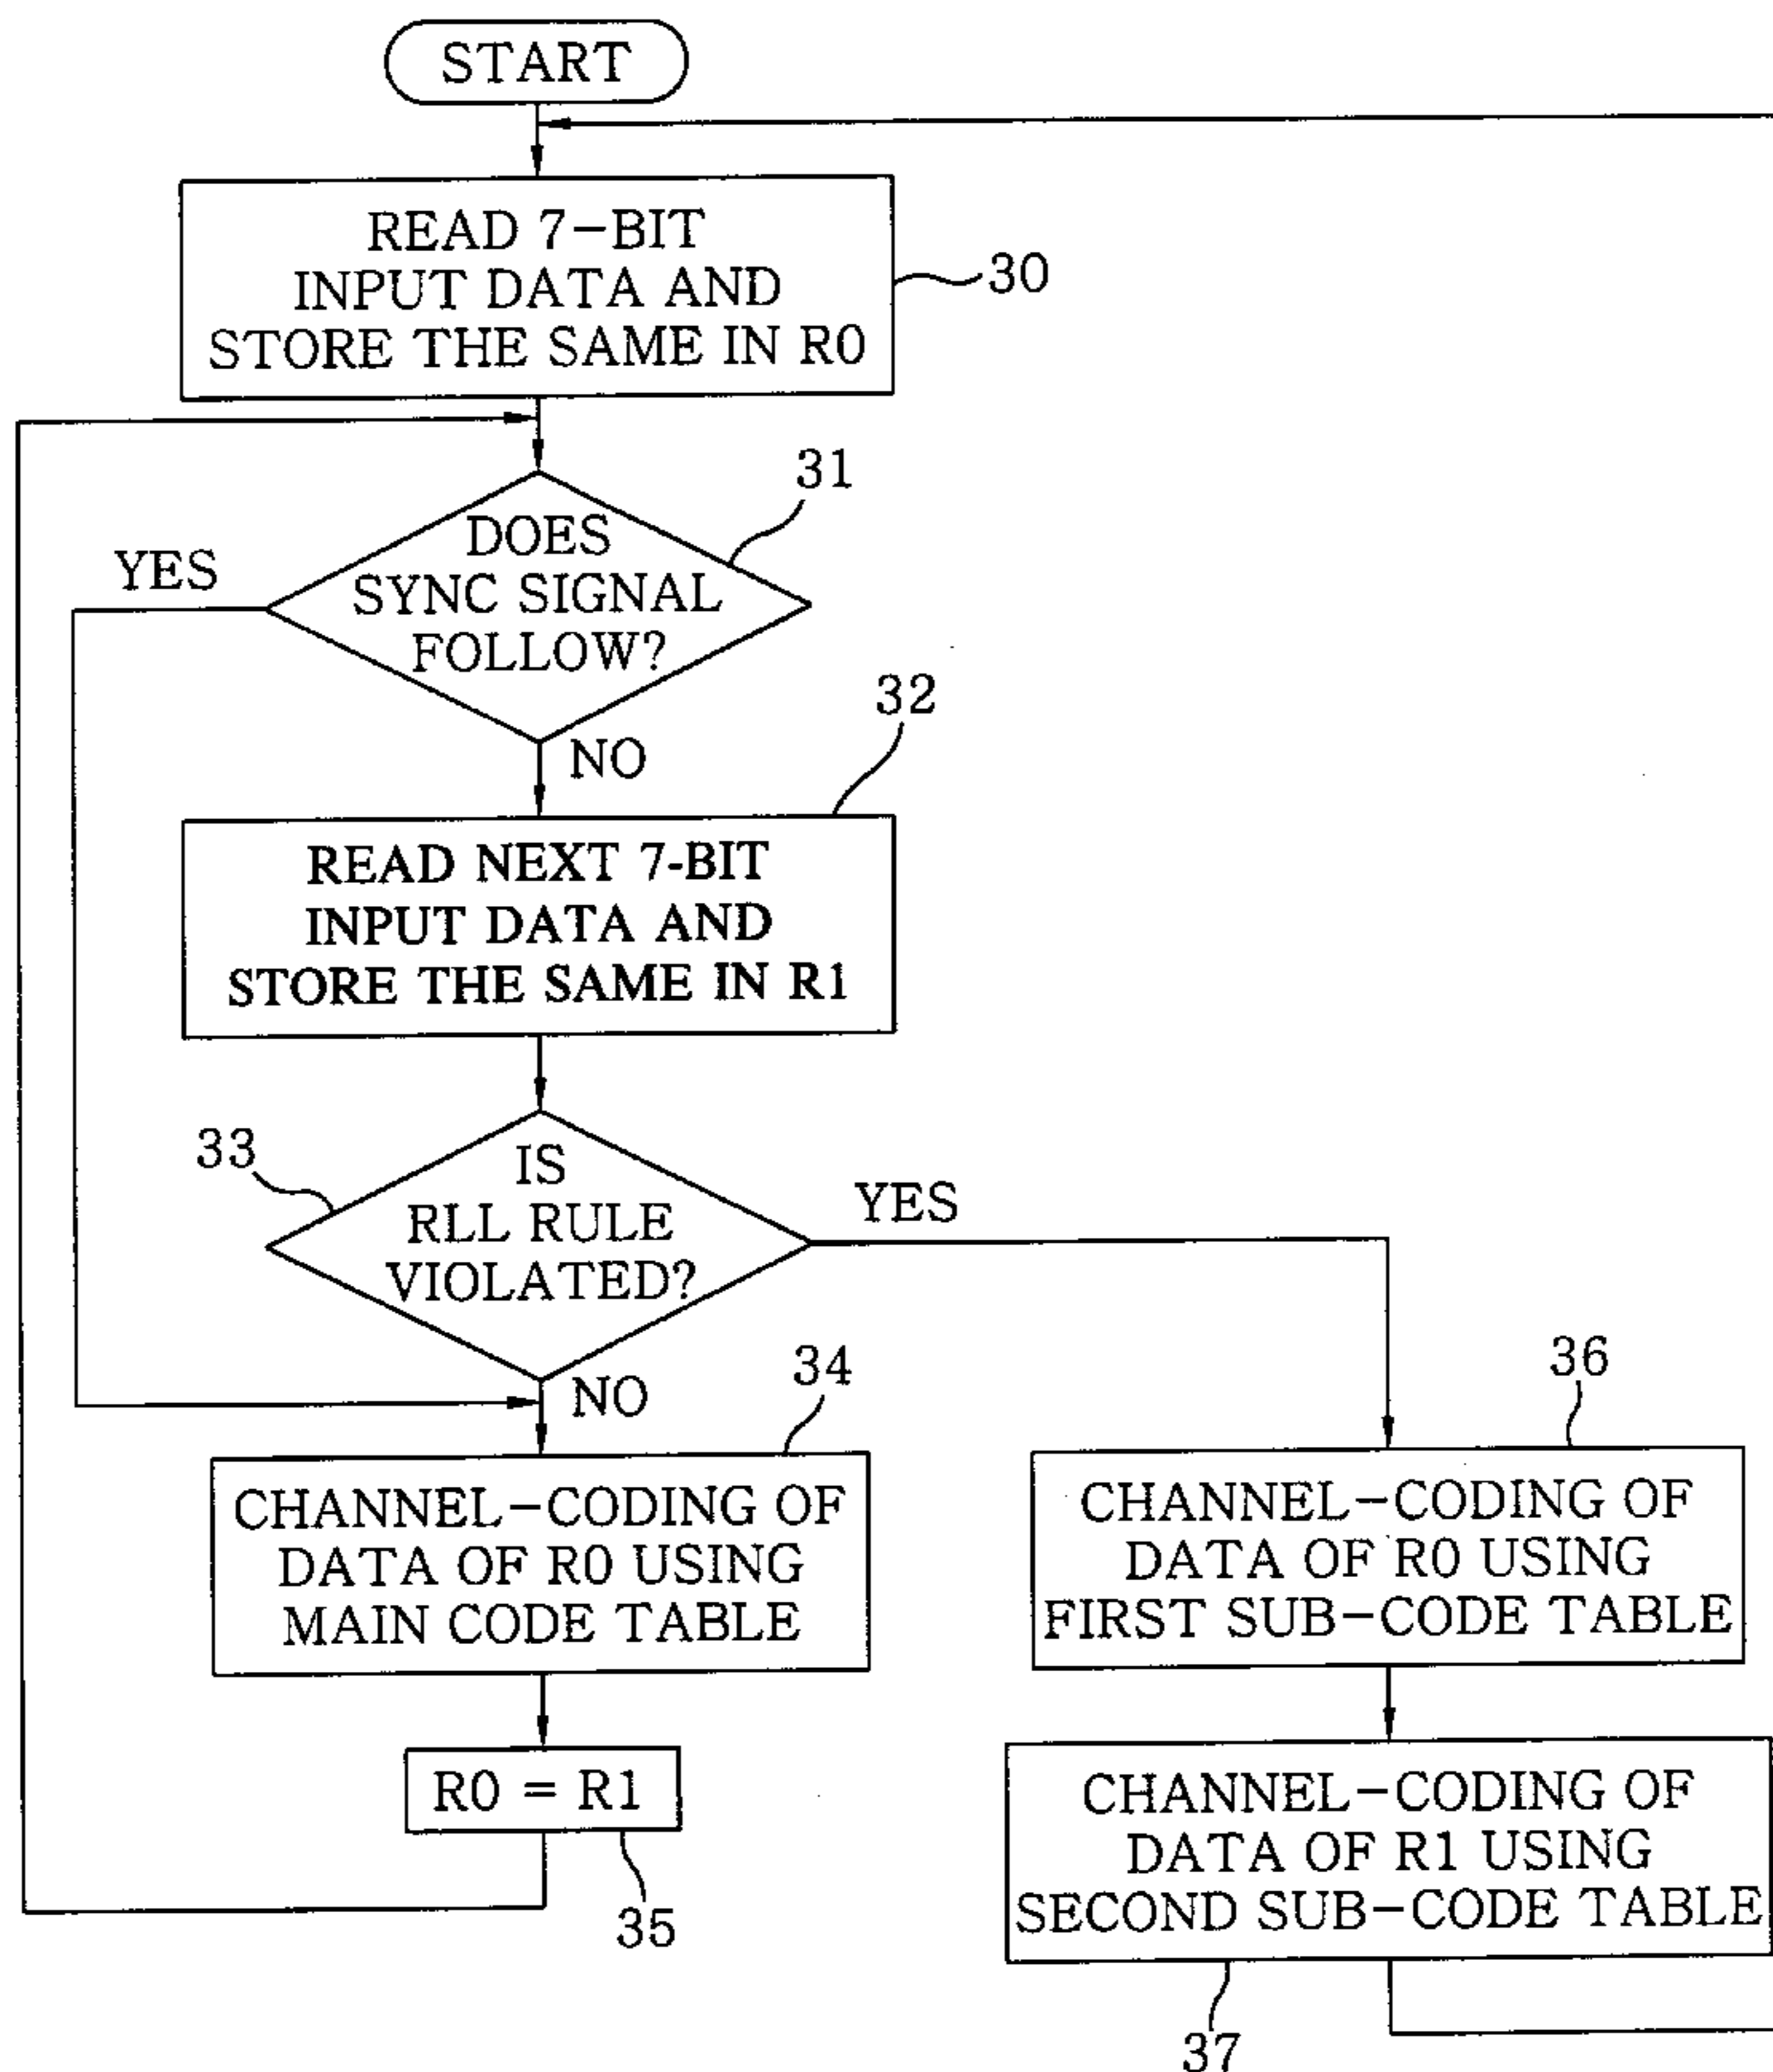 START
READ 7-BIT
INPUT DATA AND
STORE THE SAME IN R0
30
DOES
SYNC SIGNAL
FOLLOW?
31
YES
NO
READ NEXT 7-BIT
INPUT DATA AND
STORE THE SAME IN R1
32
IS
RLL RULE
VIOLATED?
33
YES
NO
CHANNEL-CODING OF
DATA OF R0 USING
MAIN CODE TABLE
34
R0 = R1
35
CHANNEL-CODING OF
DATA OF R0 USING
FIRST SUB-CODE TABLE
36
CHANNEL-CODING OF
DATA OF R1 USING
SECOND SUB-CODE TABLE
37